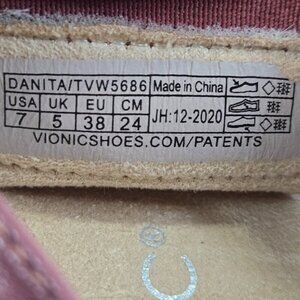 DANITA/TVW5686 Made in China
USA UK EU CM
7 5 38 24 JH:12-2020
VIONICSHOES.COM/PATENTS